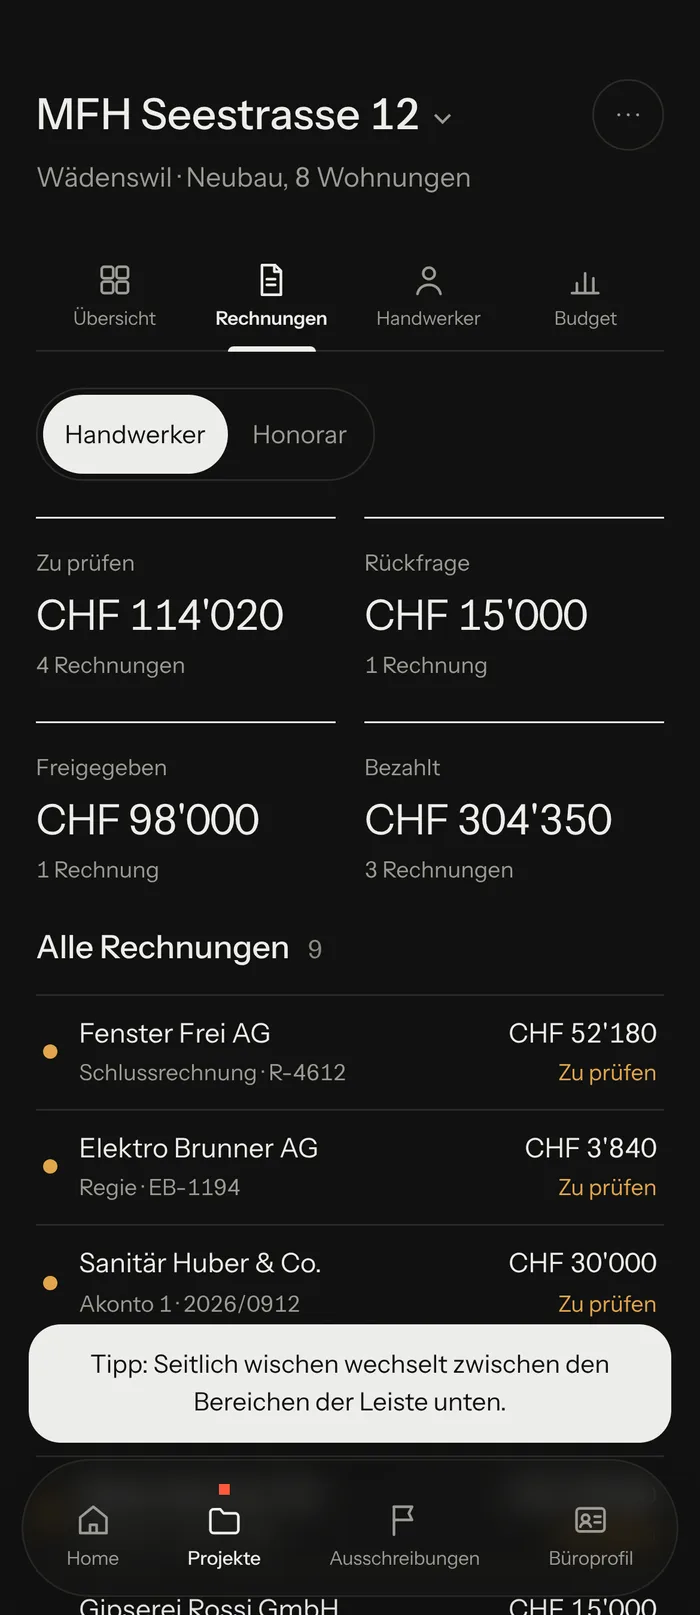 MFH Seestrasse 12
Wädenswil · Neubau, 8 Wohnungen
Übersicht
Rechnungen
Handwerker
Budget
Handwerker
Honorar
Zu prüfen
Rückfrage
CHF 114'020
CHF 15'000
4 Rechnungen
1 Rechnung
Freigegeben
Bezahlt
CHF 98'000
CHF 304'350
1 Rechnung
3 Rechnungen
Alle Rechnungen 9
Fenster Frei AG
CHF 52'180
Schlussrechnung · R-4612
Zu prüfen
Elektro Brunner AG
CHF 3'840
Regie · EB-1194
Zu prüfen
Sanitär Huber & Co.
CHF 30'000
Akonto 1 · 2026/0912
Zu prüfen
Tipp: Seitlich wischen wechselt zwischen den
Bereichen der Leiste unten.
Home
Projekte
Ausschreibungen
Büroprofil
Gipserei Rossi GmbH
CHF 15'000